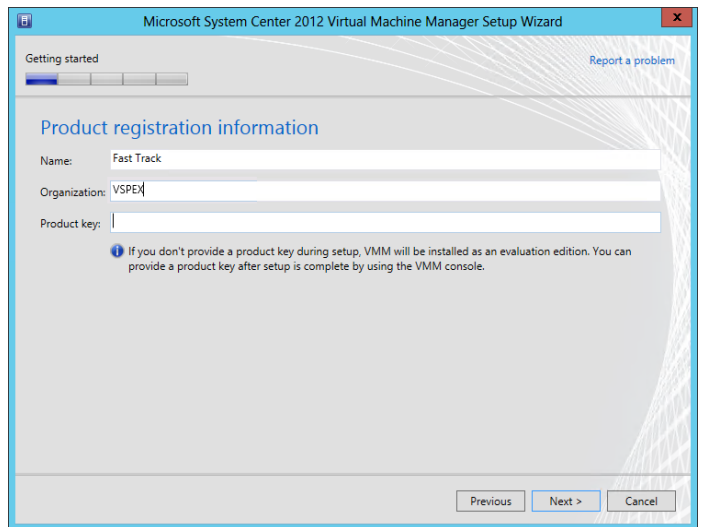 Microsoft System Center 2012 Virtual Machine Manager Setup Wizard
x
Getting started
Report a problem
Product registration information
Name: Fast Track
Organization: VSPEX
Product key:
If you don't provide a product key during setup, VMM will be installed as an evaluation edition. You can
provide a product key after setup is complete by using the VMM console.
Previous Next > Cancel